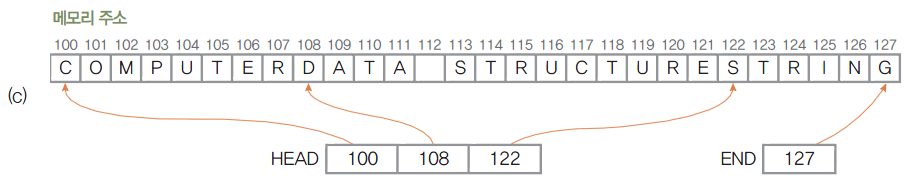 메모리 주소
100 101 102 103 104 105 106 107 108 109 110 111 112 113 114 115 116 117 118 119 120 121 122 123 124 125 126 127
C O M P U T E R D A T A S T R U C T U R E S T R I N G
(c)
HEAD 100 108 122 END 127